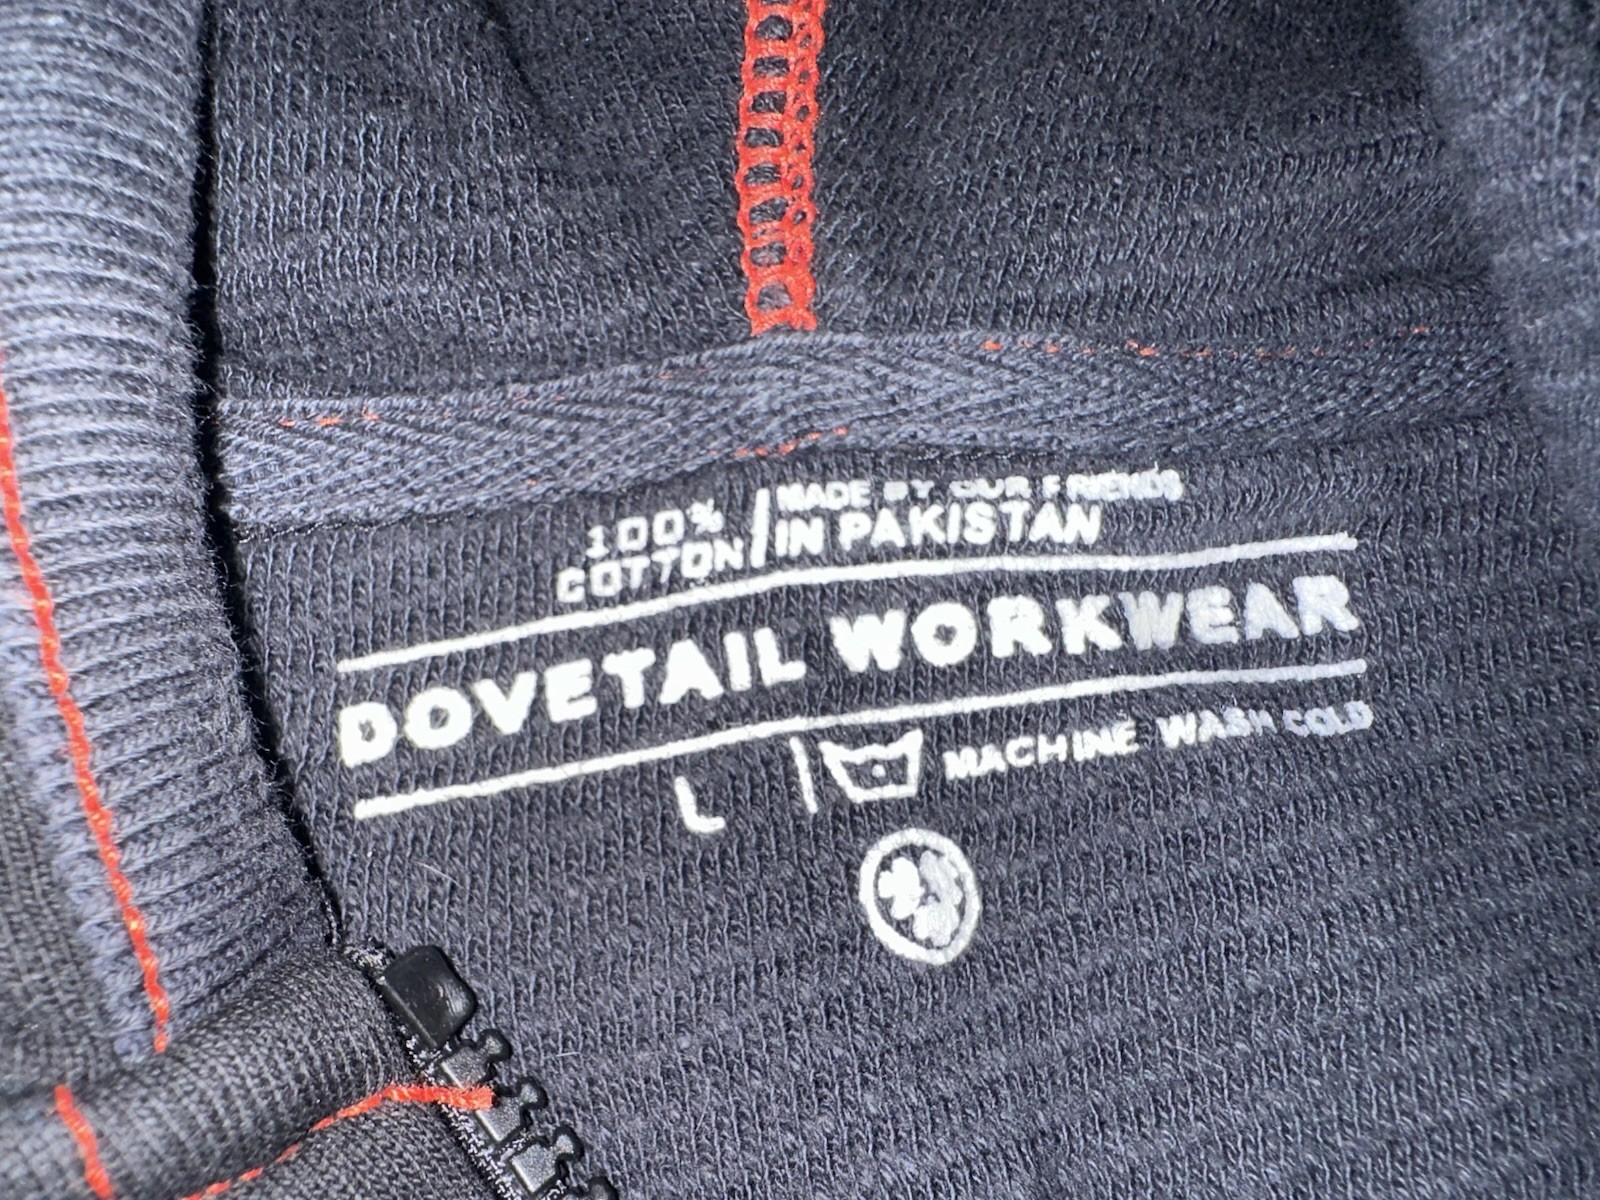 100% COTTON
MADE BY OUR FRIENDS
IN PAKISTAN
DOVETAIL WORKWEAR
L
MACHINE WASH COLD